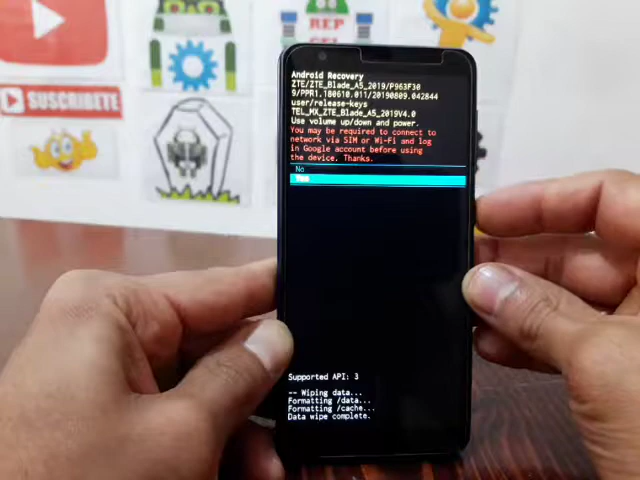 REP
CEL
SUSCRIBETE
Android Recovery
ZTE/ZTE_Blade_A5_2019/P963F30
9/PPR1.180610.011/20190809.042844
user/release-keys
TEL_MX_ZTE_Blade_A5_2019V4.0
Use volume up/down and power.
You may be required to connect to
network via SIM or Wi-Fi and log
in Google account before using
the device. Thanks.
No
Yes
Supported API: 3
-- Wiping data...
Formatting /data...
Formatting /cache...
Data wipe complete.